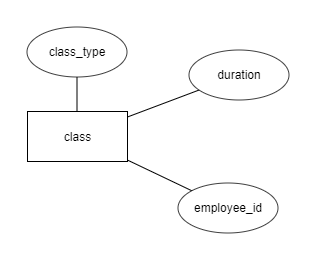 class_type
duration
class
employee_id